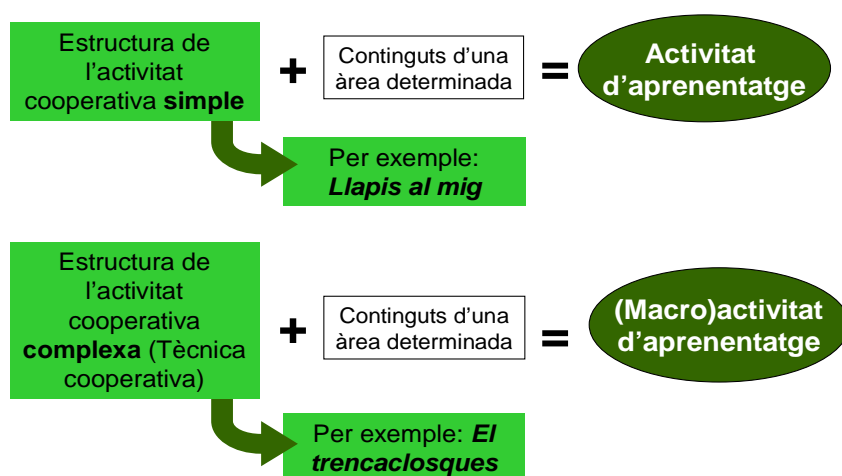 Estructura de
l’activitat
cooperativa simple
+
Continguts d’una
àrea determinada
=
Activitat
d’aprenentatge
Per exemple:
Llapis al mig
Estructura de
l’activitat
cooperativa
complexa (Tècnica
cooperativa)
+
Continguts d’una
àrea determinada
=
(Macro)activitat
d’aprenentatge
Per exemple: El
trencaclosques